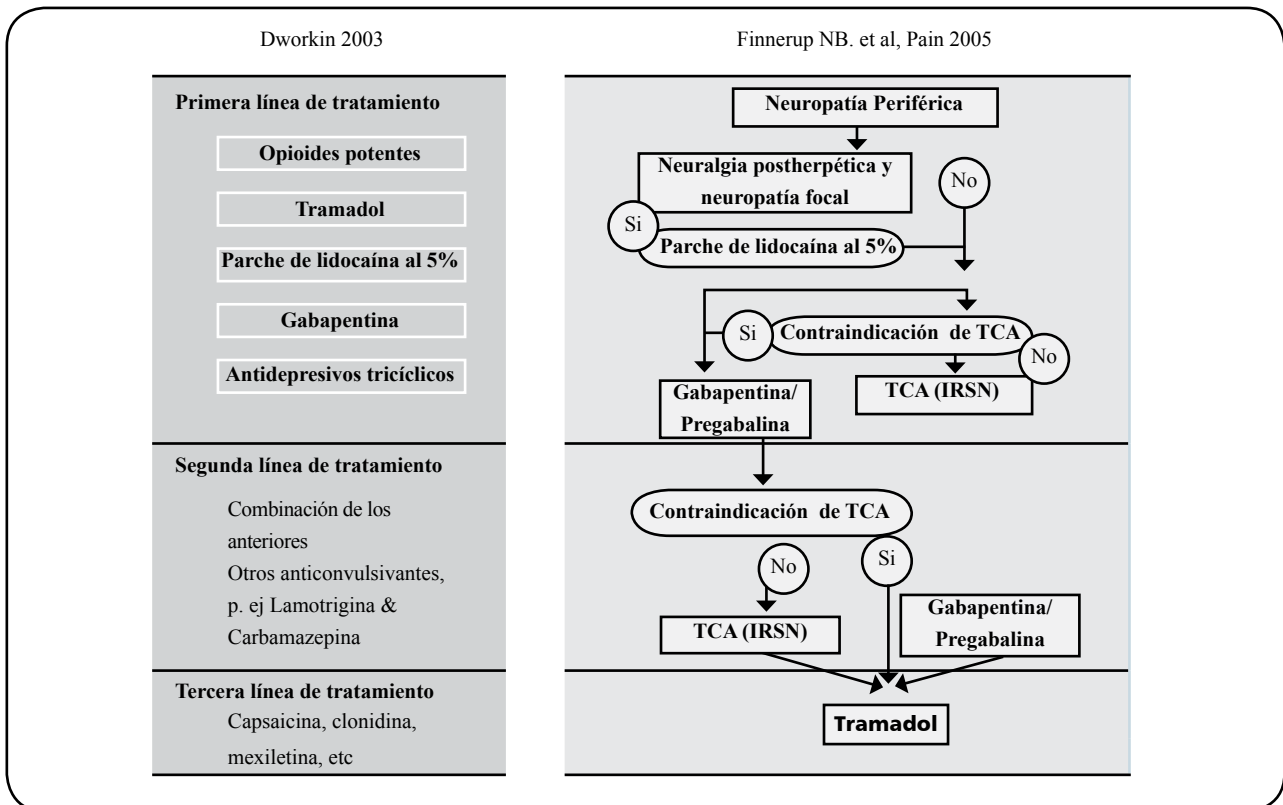 Dworkin 2003
Primera línea de tratamiento
Opioides potentes
Tramadol
Parche de lidocaína al 5%
Gabapentina
Antidepresivos tricíclicos
Segunda línea de tratamiento
Combinación de los
anteriores
Otros anticonvulsivantes,
p. ej Lamotrigina &
Carbamazepina
Tercera línea de tratamiento
Capsaicina, clonidina,
mexiletina, etc
Finnerup NB. et al, Pain 2005
Neuropatía Periférica
Neuralgia postherpética y
neuropatía focal
No
Si
Parche de lidocaína al 5%
Si
Contraindicación de TCA
No
Gabapentina/
Pregabalina
TCA (IRSN)
Contraindicación de TCA
No
Si
TCA (IRSN)
Gabapentina/
Pregabalina
Tramadol